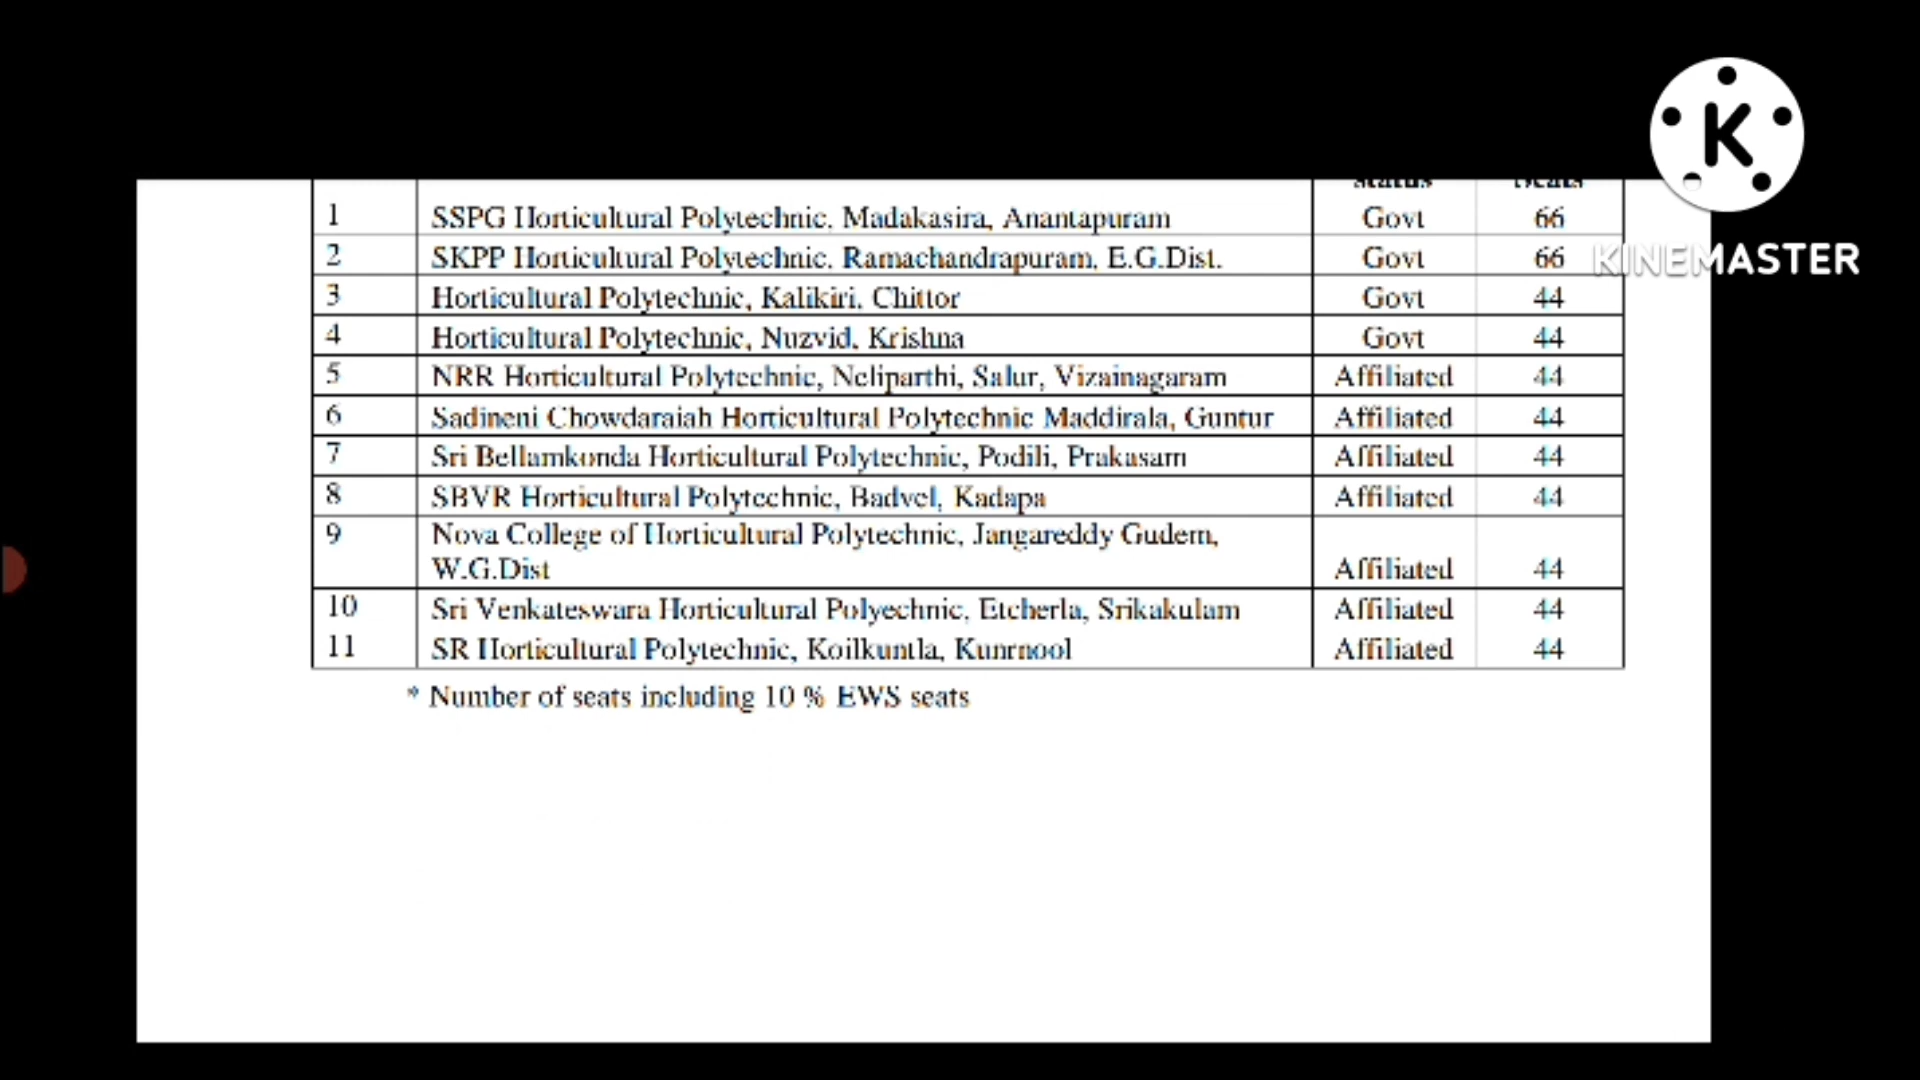 Status Seats
1 SSPG Horticultural Polytechnic, Madakasira, Anantapuram Govt 66
2 SKPP Horticultural Polytechnic, Ramachandrapuram, E.G.Dist. Govt 66
3 Horticultural Polytechnic, Kalikiri, Chittor Govt 44
4 Horticultural Polytechnic, Nuzvid, Krishna Govt 44
5 NRR Horticultural Polytechnic, Neliparthi, Salur, Vizainagaram Affiliated 44
6 Sadineni Chowdaraiah Horticultural Polytechnic Maddirala, Guntur Affiliated 44
7 Sri Bellamkonda Horticultural Polytechnic, Podili, Prakasam Affiliated 44
8 SBVR Horticultural Polytechnic, Badvel, Kadapa Affiliated 44
9 Nova College of Horticultural Polytechnic, Jangareddy Gudem,
W.G.Dist Affiliated 44
10 Sri Venkateswara Horticultural Polyechnic, Etcherla, Srikakulam Affiliated 44
11 SR Horticultural Polytechnic, Koilkuntla, Kunrnool Affiliated 44
* Number of seats including 10 % EWS seats
K
KINEMASTER